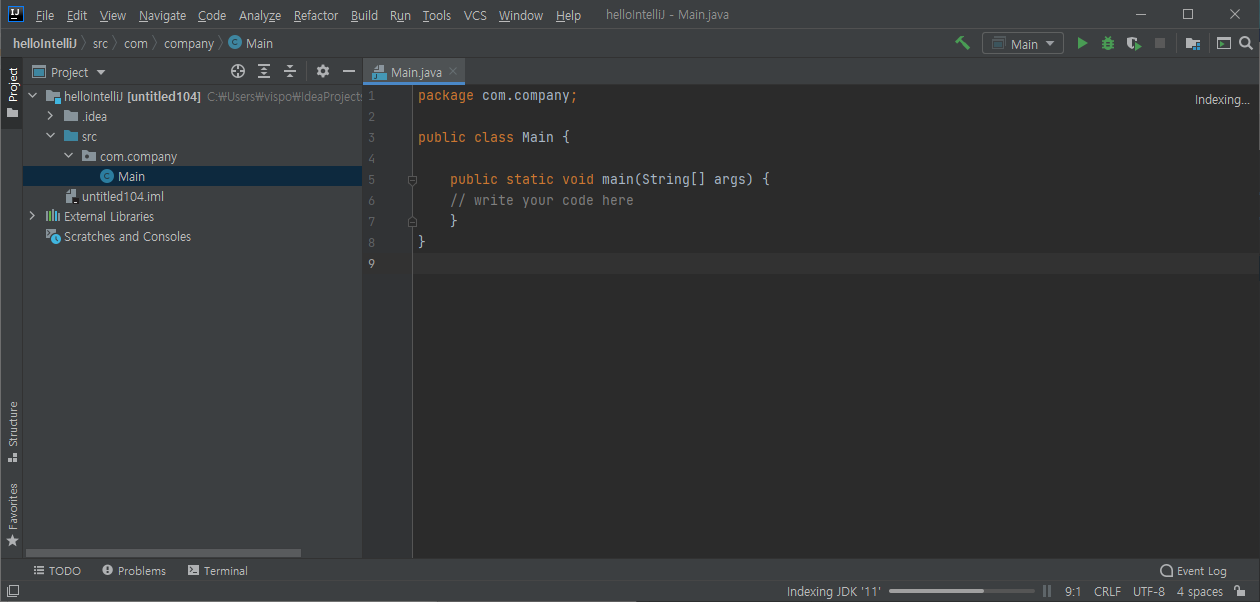 IJ File Edit View Navigate Code Analyze Refactor Build Run Tools VCS Window Help helloIntelliJ - Main.java
helloIntelliJ src com company C Main
Main
Project
Project
Main.java
helloIntelliJ [untitled104] C:₩Users₩vispo₩IdeaProjects
.idea
src
com.company
C Main
untitled104.iml
External Libraries
Scratches and Consoles
Indexing...
1 package com.company;
2
3 public class Main {
4
5 public static void main(String[] args) {
6 // write your code here
7 }
8 }
9
Structure
Favorites
TODO Problems Terminal Event Log
Indexing JDK '11' 9:1 CRLF UTF-8 4 spaces